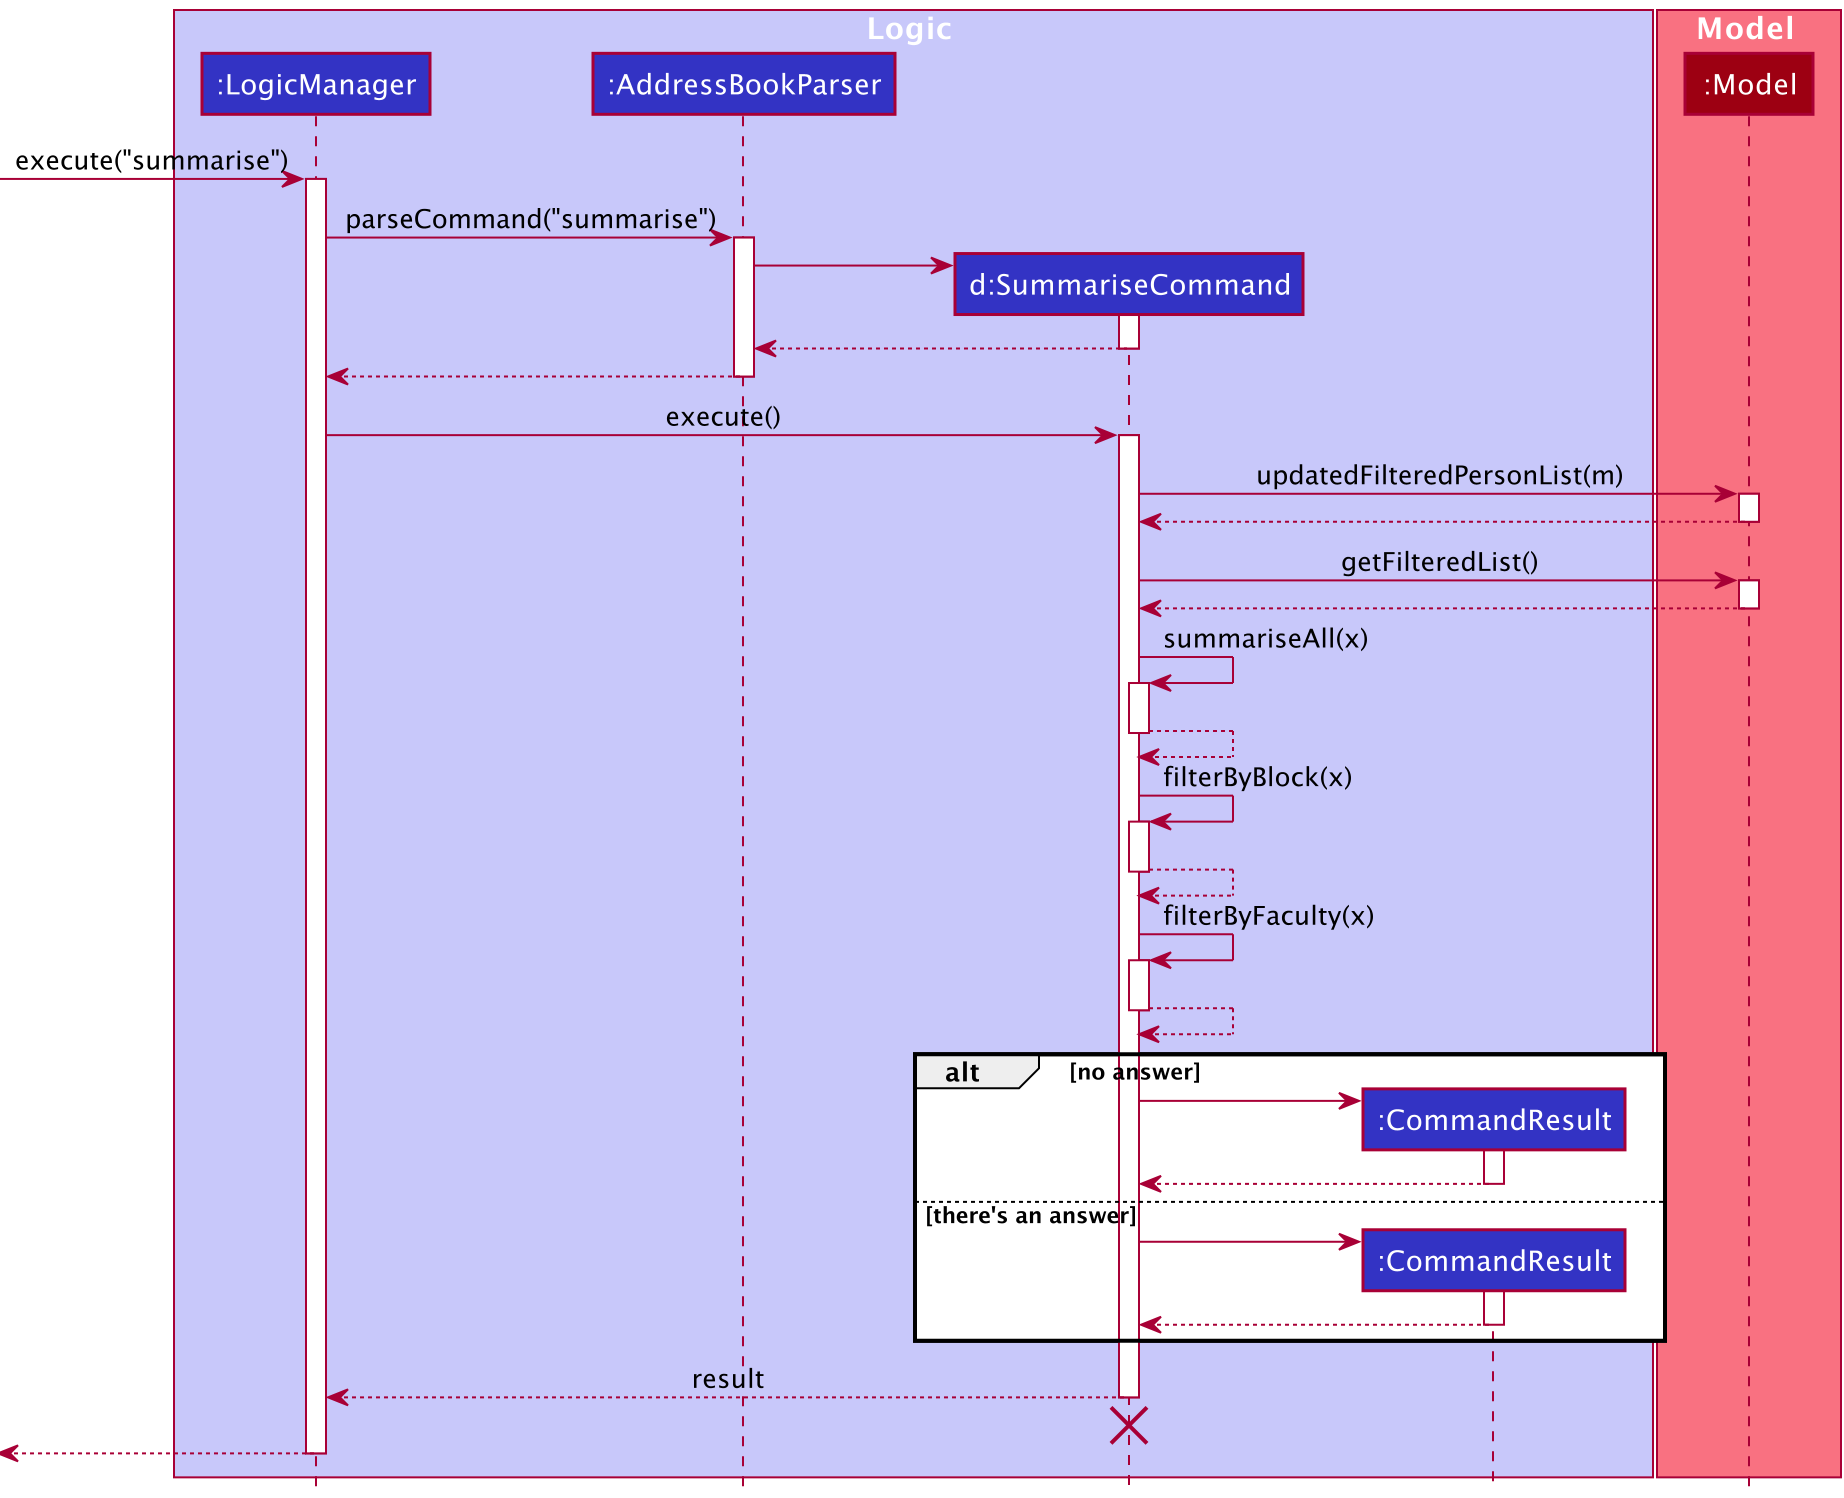 Logic
Model
:LogicManager
:AddressBookParser
:Model
execute("summarise")
parseCommand("summarise")
d:SummariseCommand
execute()
updatedFilteredPersonList(m)
getFilteredList()
summariseAll(x)
filterByBlock(x)
filterByFaculty(x)
alt
[no answer]
:CommandResult
[there's an answer]
:CommandResult
result